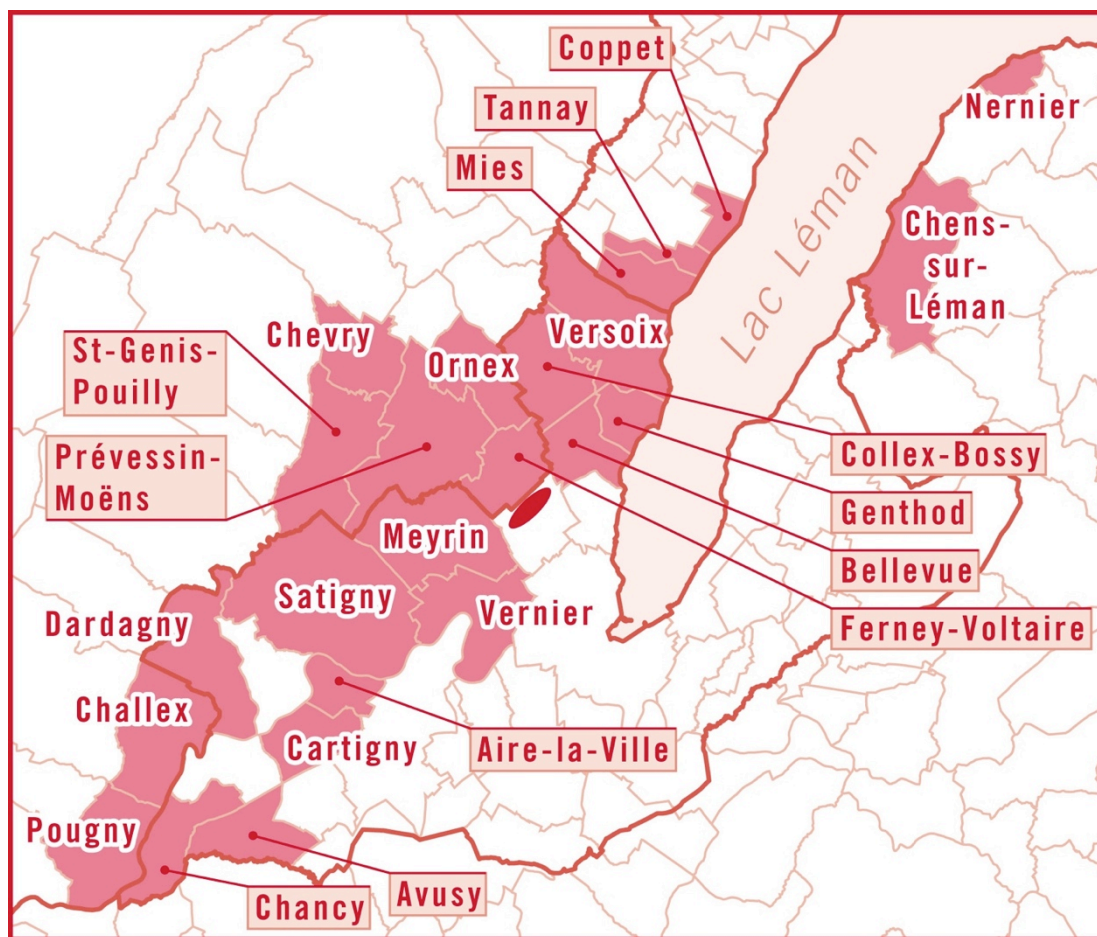 Coppet
Tannay
Mies
Nernier
Lac Léman
Chens-
sur-
Léman
Chevry
Versoix
St-Genis-
Pouilly
Ornex
Prévessin-
Moëns
Collex-Bossy
Genthod
Meyrin
Bellevue
Satigny
Vernier
Ferney-Voltaire
Dardagny
Challex
Cartigny
Aire-la-Ville
Pougny
Chancy
Avusy